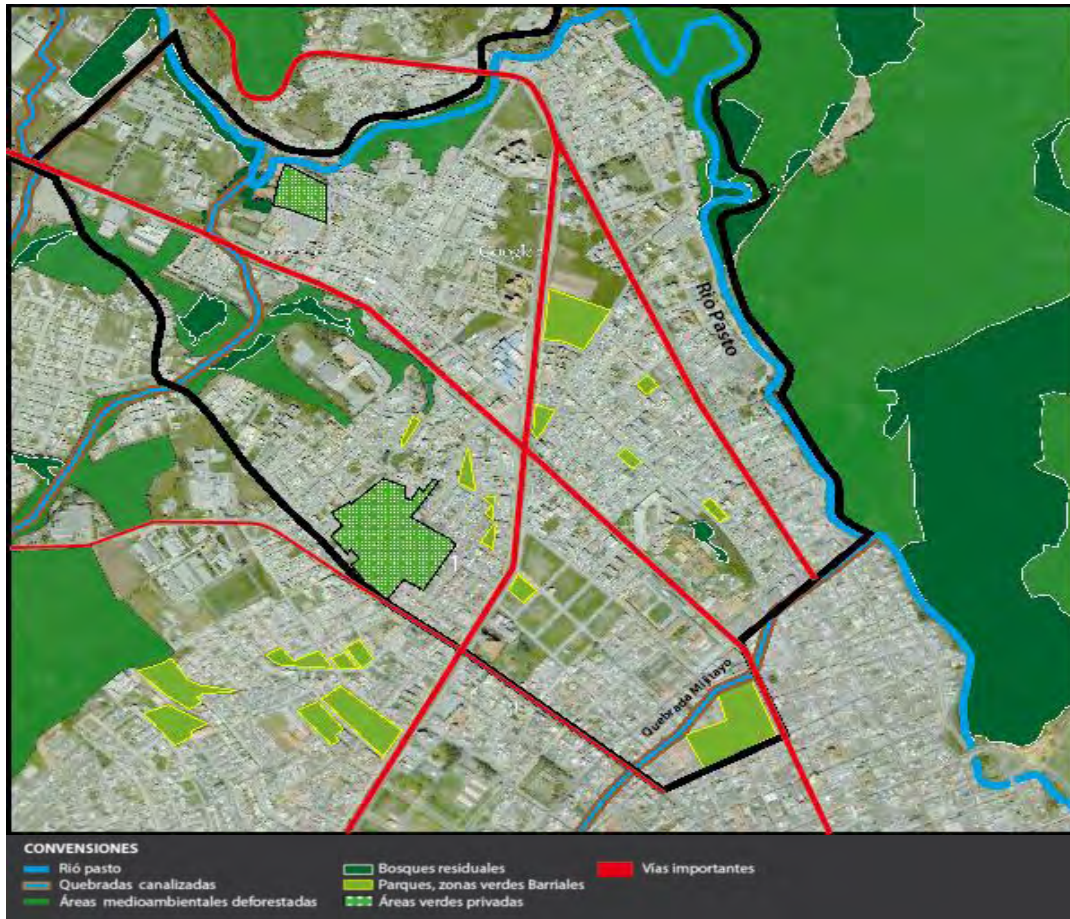 Google
Río Pasto
Quebrada Mijitayo
CONVENSIONES
Rió pasto
Quebradas canalizadas
Áreas medioambientales deforestadas
Bosques residuales
Parques, zonas verdes Barriales
Áreas verdes privadas
Vías importantes